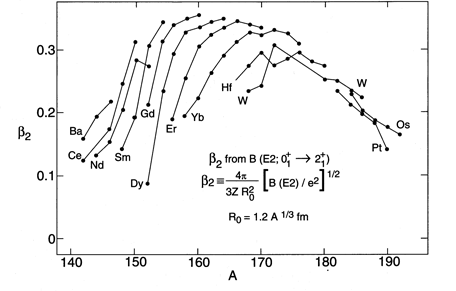 0.3
0.2
0.1
0
β2
Ba
Ce
Nd
Sm
Gd
Dy
Er
Yb
Hf
W
W
Os
Pt
β2 from B (E2; 0⁺₁ → 2⁺₁)
β2 ≡ 4π / 3Z R²₀ [B (E2) / e²]^1/2
R₀ = 1.2 A^1/3 fm
140 150 160 170 180 190
A